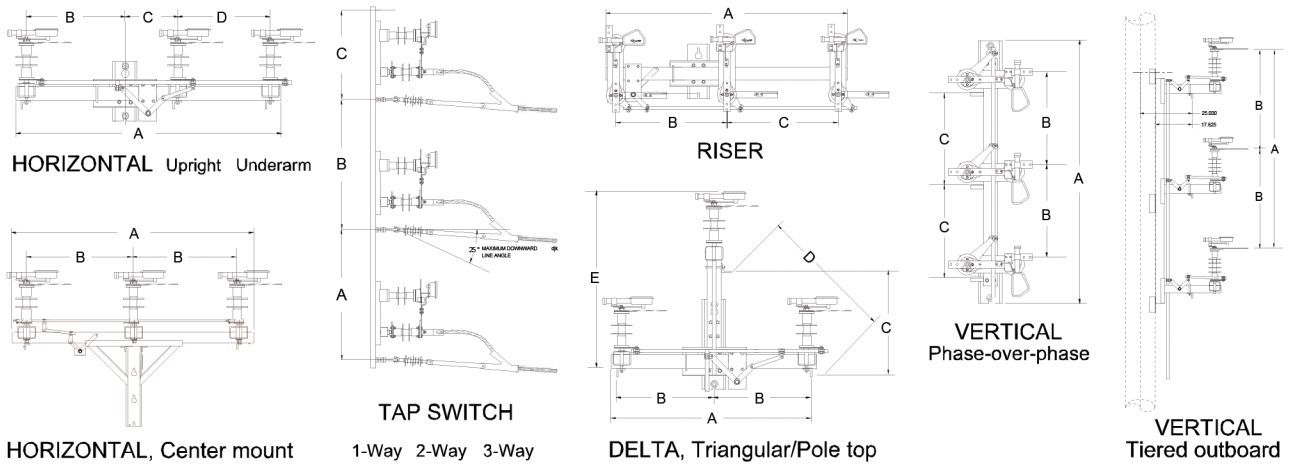 B C D
A
HORIZONTAL Upright Underarm
A
B B
HORIZONTAL, Center mount
C
B
25° MAXIMUM DOWNWARD
LINE ANGLE
A
TAP SWITCH
1-Way 2-Way 3-Way
A
B C
RISER
E
D
C
B B
A
DELTA, Triangular/Pole top
B
C
A
C
B
VERTICAL
Phase-over-phase
25.000
17.625
B
A
B
VERTICAL
Tiered outboard